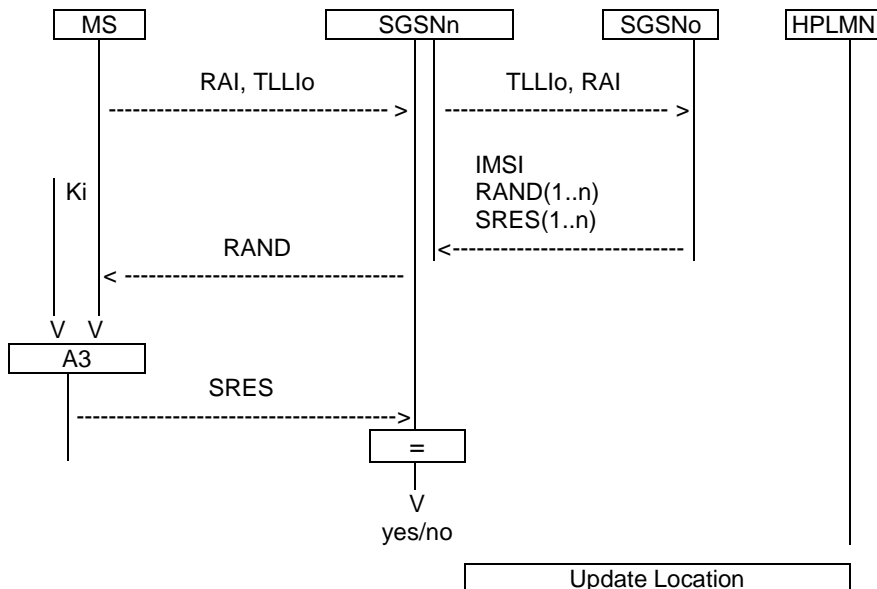 MS SGSNn SGSNo HPLMN
RAI, TLLIo TLLIo, RAI
------------------------------------ > ----------------------------- >
IMSI
Ki RAND(1..n)
SRES(1..n)
RAND <------------------------------
< ------------------------------------
V V
A3
SRES
----------------------------------------->
=
V
yes/no
Update Location